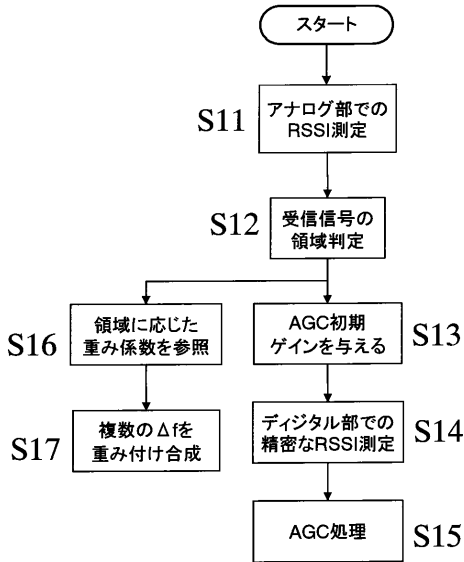 スタート
S11
アナログ部での
RSSI測定
S12
受信信号の
領域判定
S16
領域に応じた
重み係数を参照
AGC初期
ゲインを与える
S13
S17
複数のΔfを
重み付け合成
ディジタル部での
精密なRSSI測定
S14
AGC処理
S15